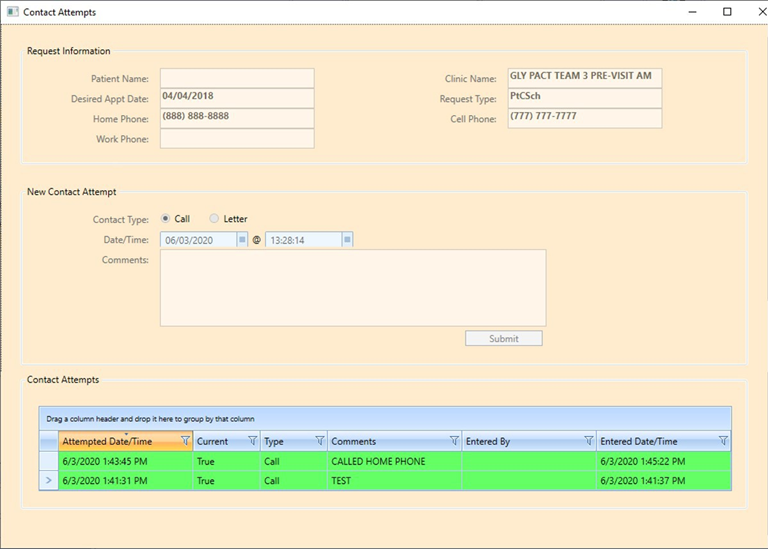 Contact Attempts
Request Information
Patient Name:
Clinic Name: GLY PACT TEAM 3 PRE-VISIT AM
Desired Appt Date: 04/04/2018
Request Type: PtCSch
Home Phone: (888) 888-8888
Cell Phone: (777) 777-7777
Work Phone:
New Contact Attempt
Contact Type: Call Letter
Date/Time: 06/03/2020 @ 13:28:14
Comments:
Submit
Contact Attempts
Drag a column header and drop it here to group by that column
Attempted Date/Time Current Type Comments Entered By Entered Date/Time
6/3/2020 1:43:45 PM True Call CALLED HOME PHONE 6/3/2020 1:45:22 PM
6/3/2020 1:41:31 PM True Call TEST 6/3/2020 1:41:37 PM